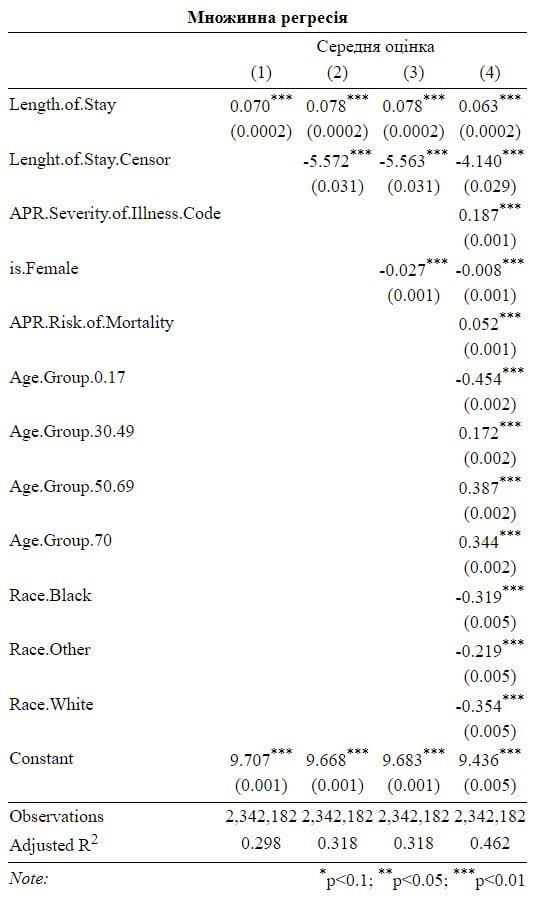 Множинна регресія
Середня оцінка
(1) (2) (3) (4)
Length.of.Stay 0.070*** 0.078*** 0.078*** 0.063***
(0.0002) (0.0002) (0.0002) (0.0002)
Lenght.of.Stay.Censor -5.572*** -5.563*** -4.140***
(0.031) (0.031) (0.029)
APR.Severity.of.Illness.Code 0.187***
(0.001)
is.Female -0.027*** -0.008***
(0.001) (0.001)
APR.Risk.of.Mortality 0.052***
(0.001)
Age.Group.0.17 -0.454***
(0.002)
Age.Group.30.49 0.172***
(0.002)
Age.Group.50.69 0.387***
(0.002)
Age.Group.70 0.344***
(0.002)
Race.Black -0.319***
(0.005)
Race.Other -0.219***
(0.005)
Race.White -0.354***
(0.005)
Constant 9.707*** 9.668*** 9.683*** 9.436***
(0.001) (0.001) (0.001) (0.005)
Observations 2,342,182 2,342,182 2,342,182 2,342,182
Adjusted R2 0.298 0.318 0.318 0.462
Note: *p<0.1; **p<0.05; ***p<0.01